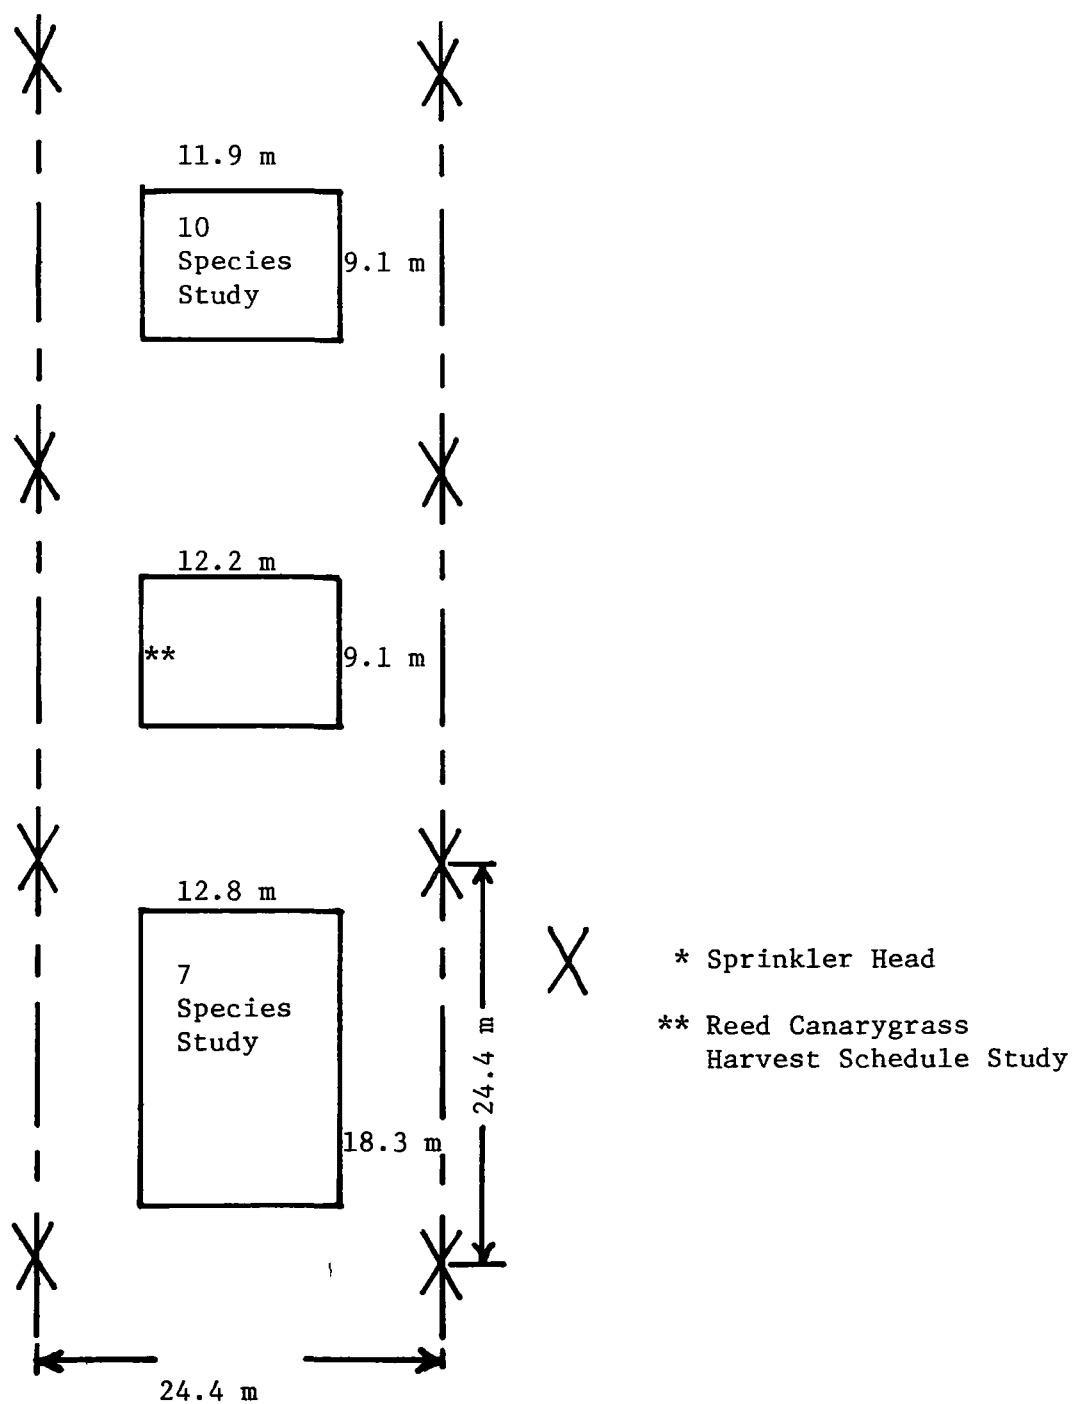 11.9 m
10
Species
Study
9.1 m
12.2 m
**
9.1 m
12.8 m
7
Species
Study
18.3 m
24.4 m
24.4 m
* Sprinkler Head
** Reed Canarygrass
Harvest Schedule Study